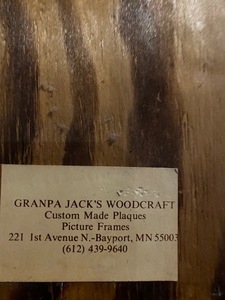 GRANPA JACK'S WOODCRAFT
Custom Made Plaques
Picture Frames
221 1st Avenue N.-Bayport, MN 55003
(612) 439-9640